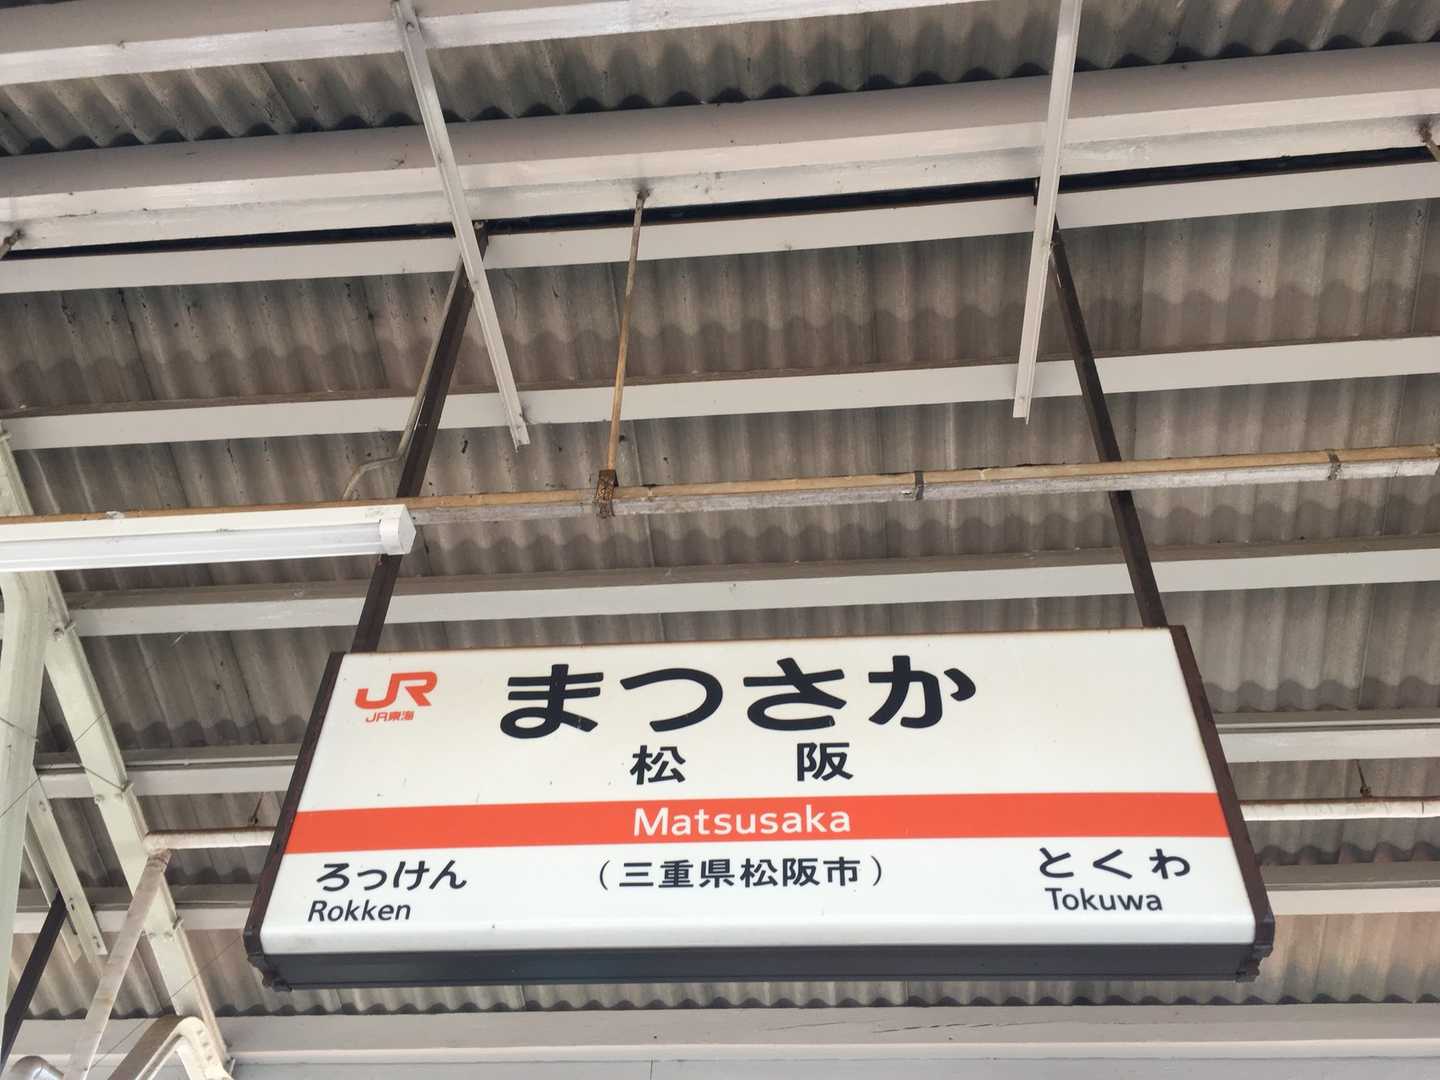 JR
JR東海
まつさか
松阪
Matsusaka
ろっけん
Rokken
(三重県松阪市)
とくわ
Tokuwa